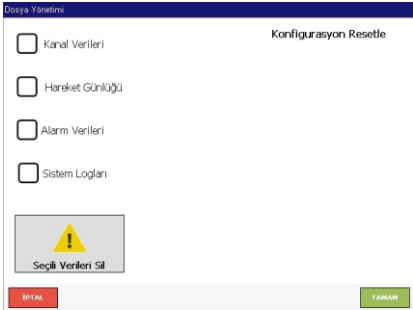 Dosya Yönetimi
Kanal Verileri
Konfigurasyon Resetle
Hareket Günlüğü
Alarm Verileri
Sistem Logları
Seçili Verileri Sil
İPTAL
TAMAM